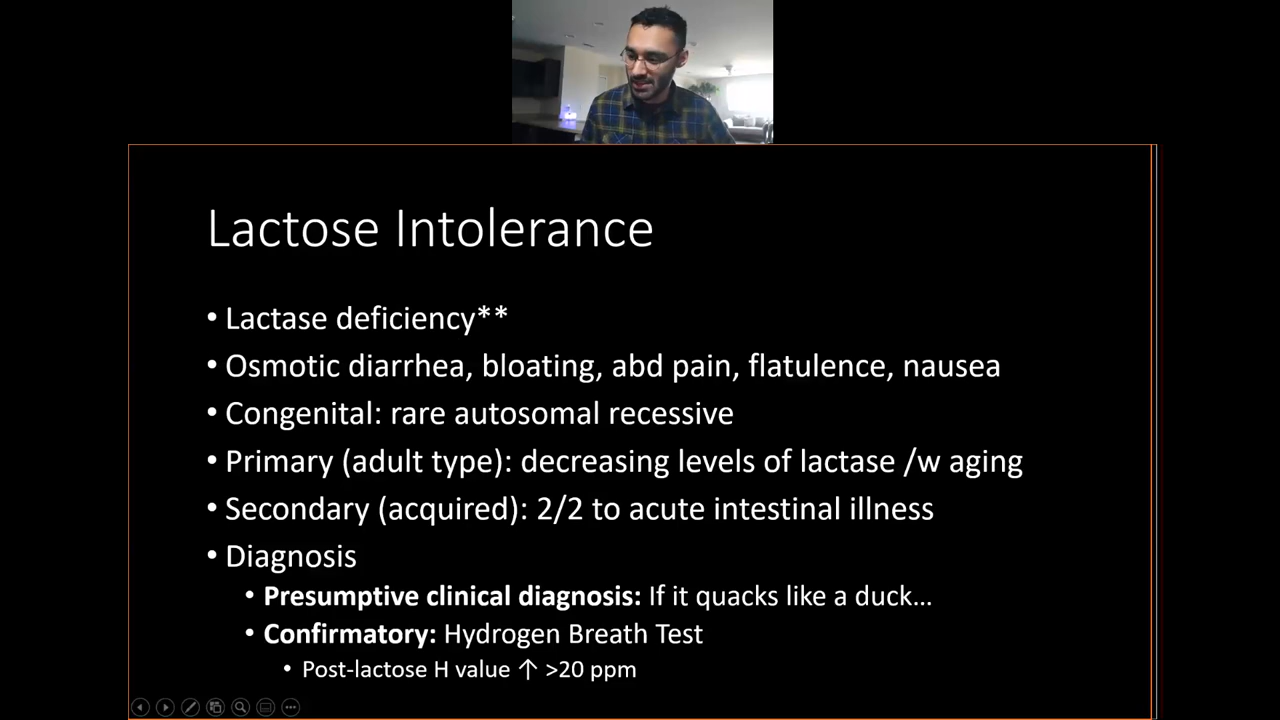 Lactose Intolerance
• Lactase deficiency**
• Osmotic diarrhea, bloating, abd pain, flatulence, nausea
• Congenital: rare autosomal recessive
• Primary (adult type): decreasing levels of lactase /w aging
• Secondary (acquired): 2/2 to acute intestinal illness
• Diagnosis
• Presumptive clinical diagnosis: If it quacks like a duck…
• Confirmatory: Hydrogen Breath Test
• Post-lactose H value ↑ >20 ppm